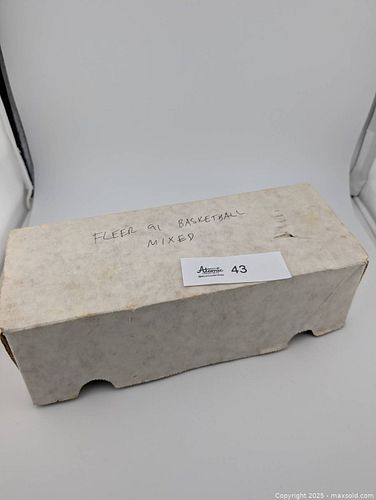 FLEER 91 BASKETBALL
MIXED
Atomic 43
Copyright 2025 - maxsold.com